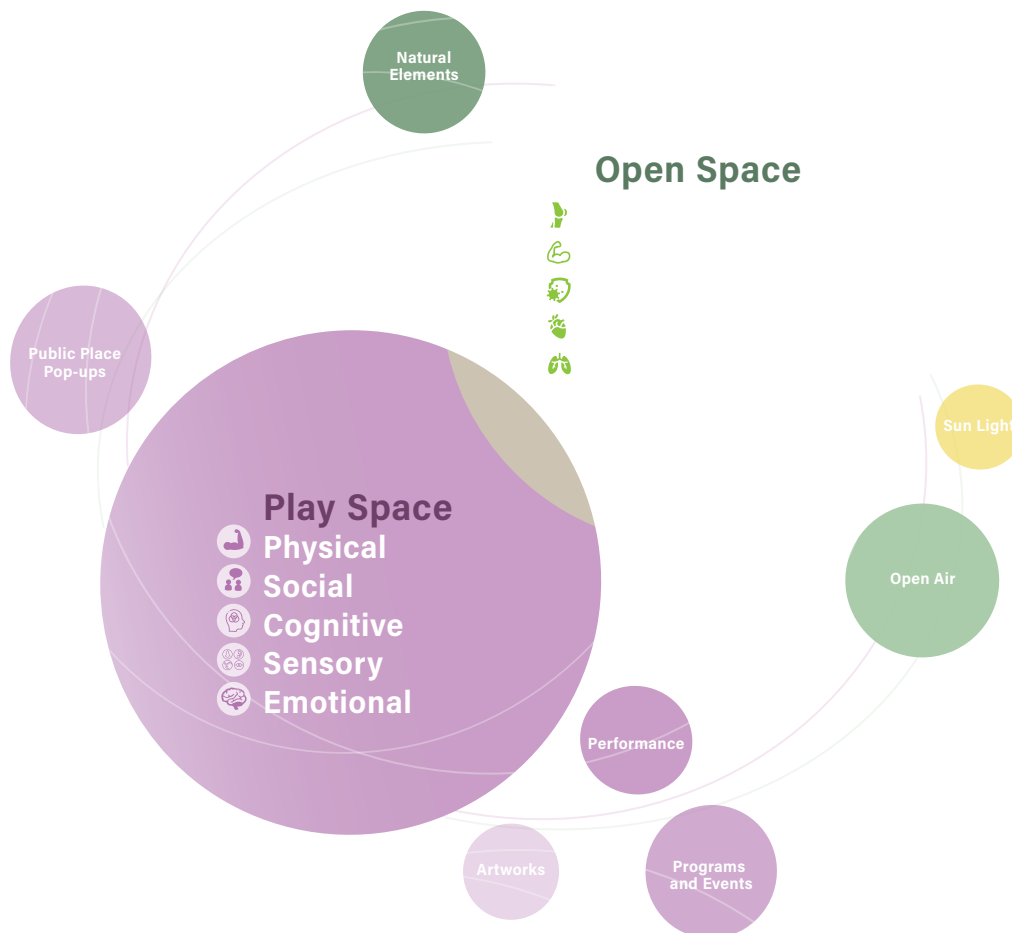 Natural
Elements
Open Space
Public Place
Pop-ups
Sun Light
Play Space
Physical
Social
Cognitive
Sensory
Emotional
Open Air
Performance
Artworks
Programs
and Events